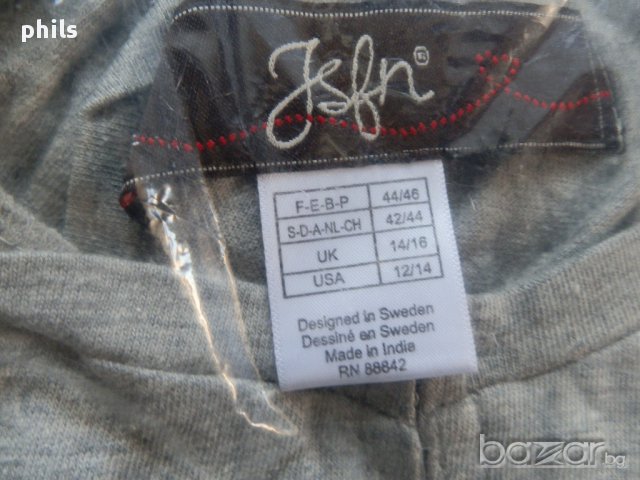 phils
Jsfn®
F-E-B-P 44/46
S-D-A-NL-CH 42/44
UK 14/16
USA 12/14
Designed in Sweden
Dessiné en Sweden
Made in India
RN 88842
bazar.bg